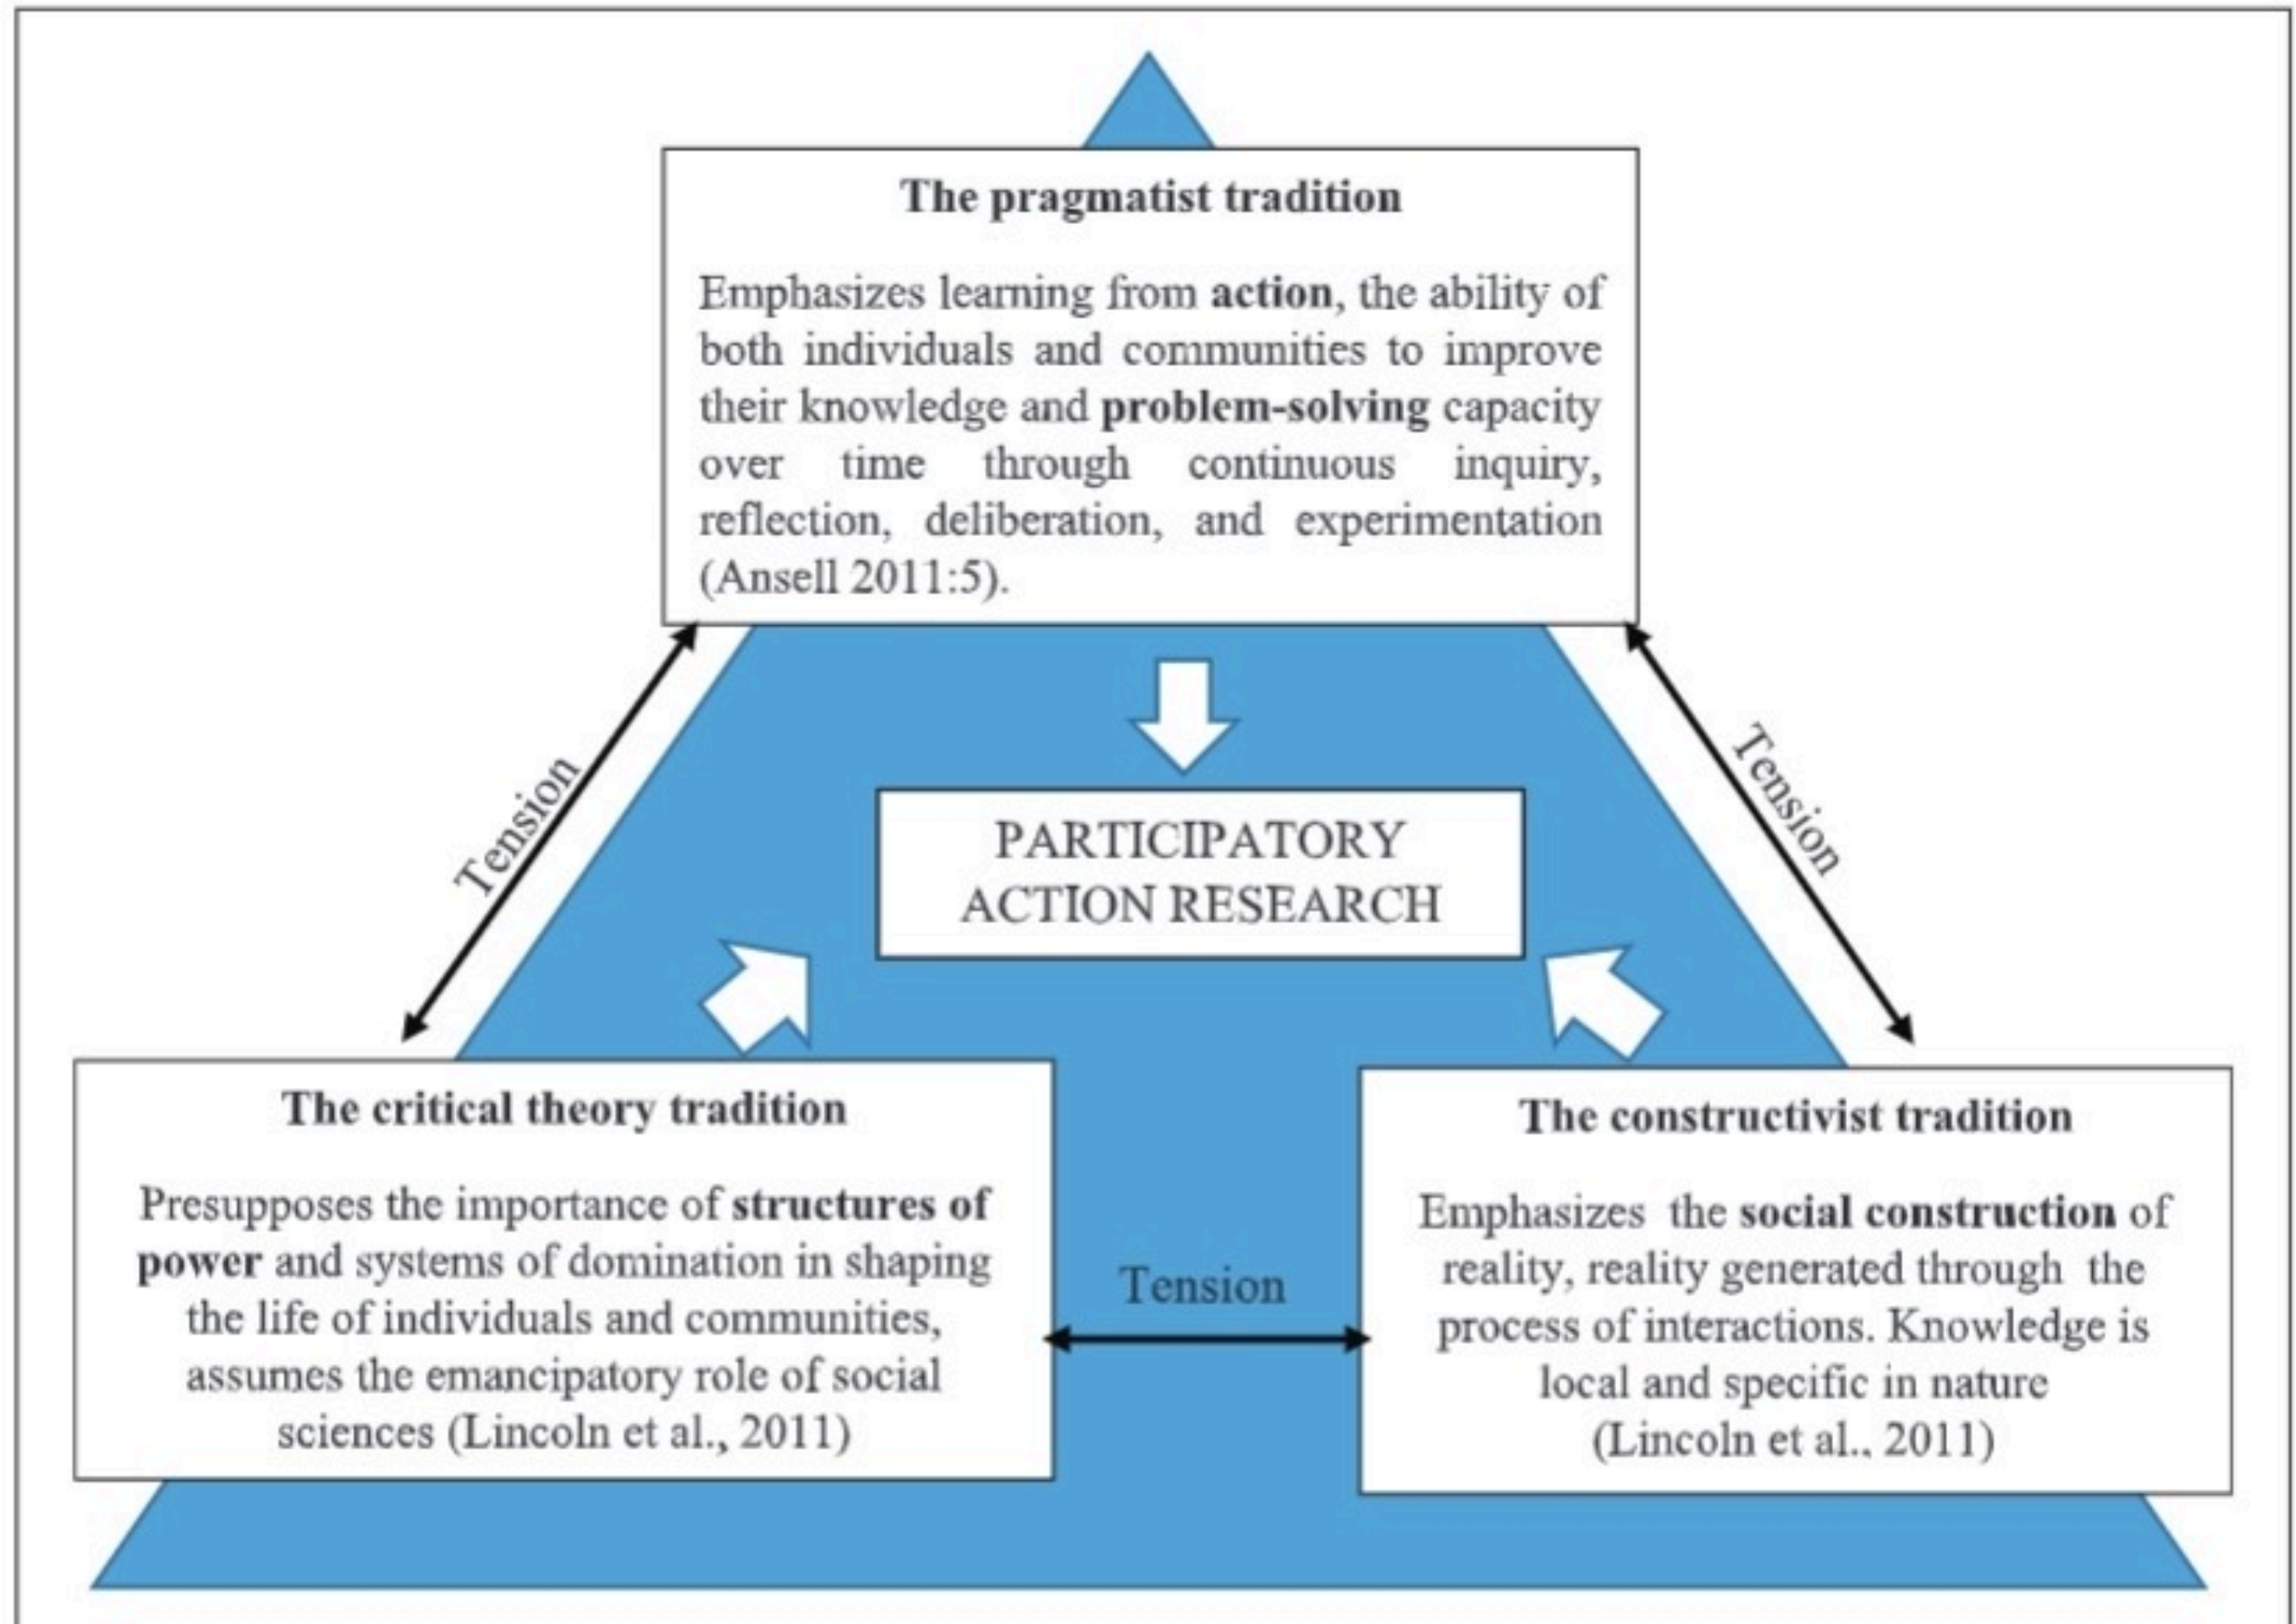 The pragmatist tradition
Emphasizes learning from action, the ability of
both individuals and communities to improve
their knowledge and problem-solving capacity
over time through continuous inquiry,
reflection, deliberation, and experimentation
(Ansell 2011:5).
Tension
Tension
PARTICIPATORY
ACTION RESEARCH
The critical theory tradition
Presupposes the importance of structures of
power and systems of domination in shaping
the life of individuals and communities,
assumes the emancipatory role of social
sciences (Lincoln et al., 2011)
Tension
The constructivist tradition
Emphasizes the social construction of
reality, reality generated through the
process of interactions. Knowledge is
local and specific in nature
(Lincoln et al., 2011)